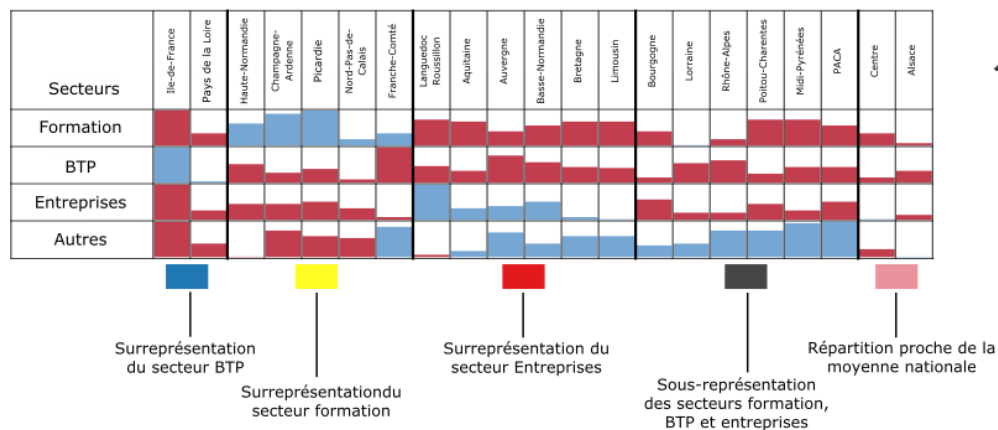 Secteurs
Ile-de-France
Pays de la Loire
Haute-Normandie
Champagne-
Ardenne
Picardie
Nord-Pas-de-
Calais
Franche-Comté
Languedoc
Roussillon
Aquitaine
Auvergne
Basse-Normandie
Bretagne
Limousin
Bourgogne
Lorraine
Rhône-Alpes
Poitou-Charentes
Midi-Pyrénées
PACA
Centre
Alsace
Formation
BTP
Entreprises
Autres
Surreprésentation
du secteur BTP
Surreprésentationdu
secteur formation
Surreprésentation du
secteur Entreprises
Sous-représentation
des secteurs formation,
BTP et entreprises
Répartition proche de la
moyenne nationale